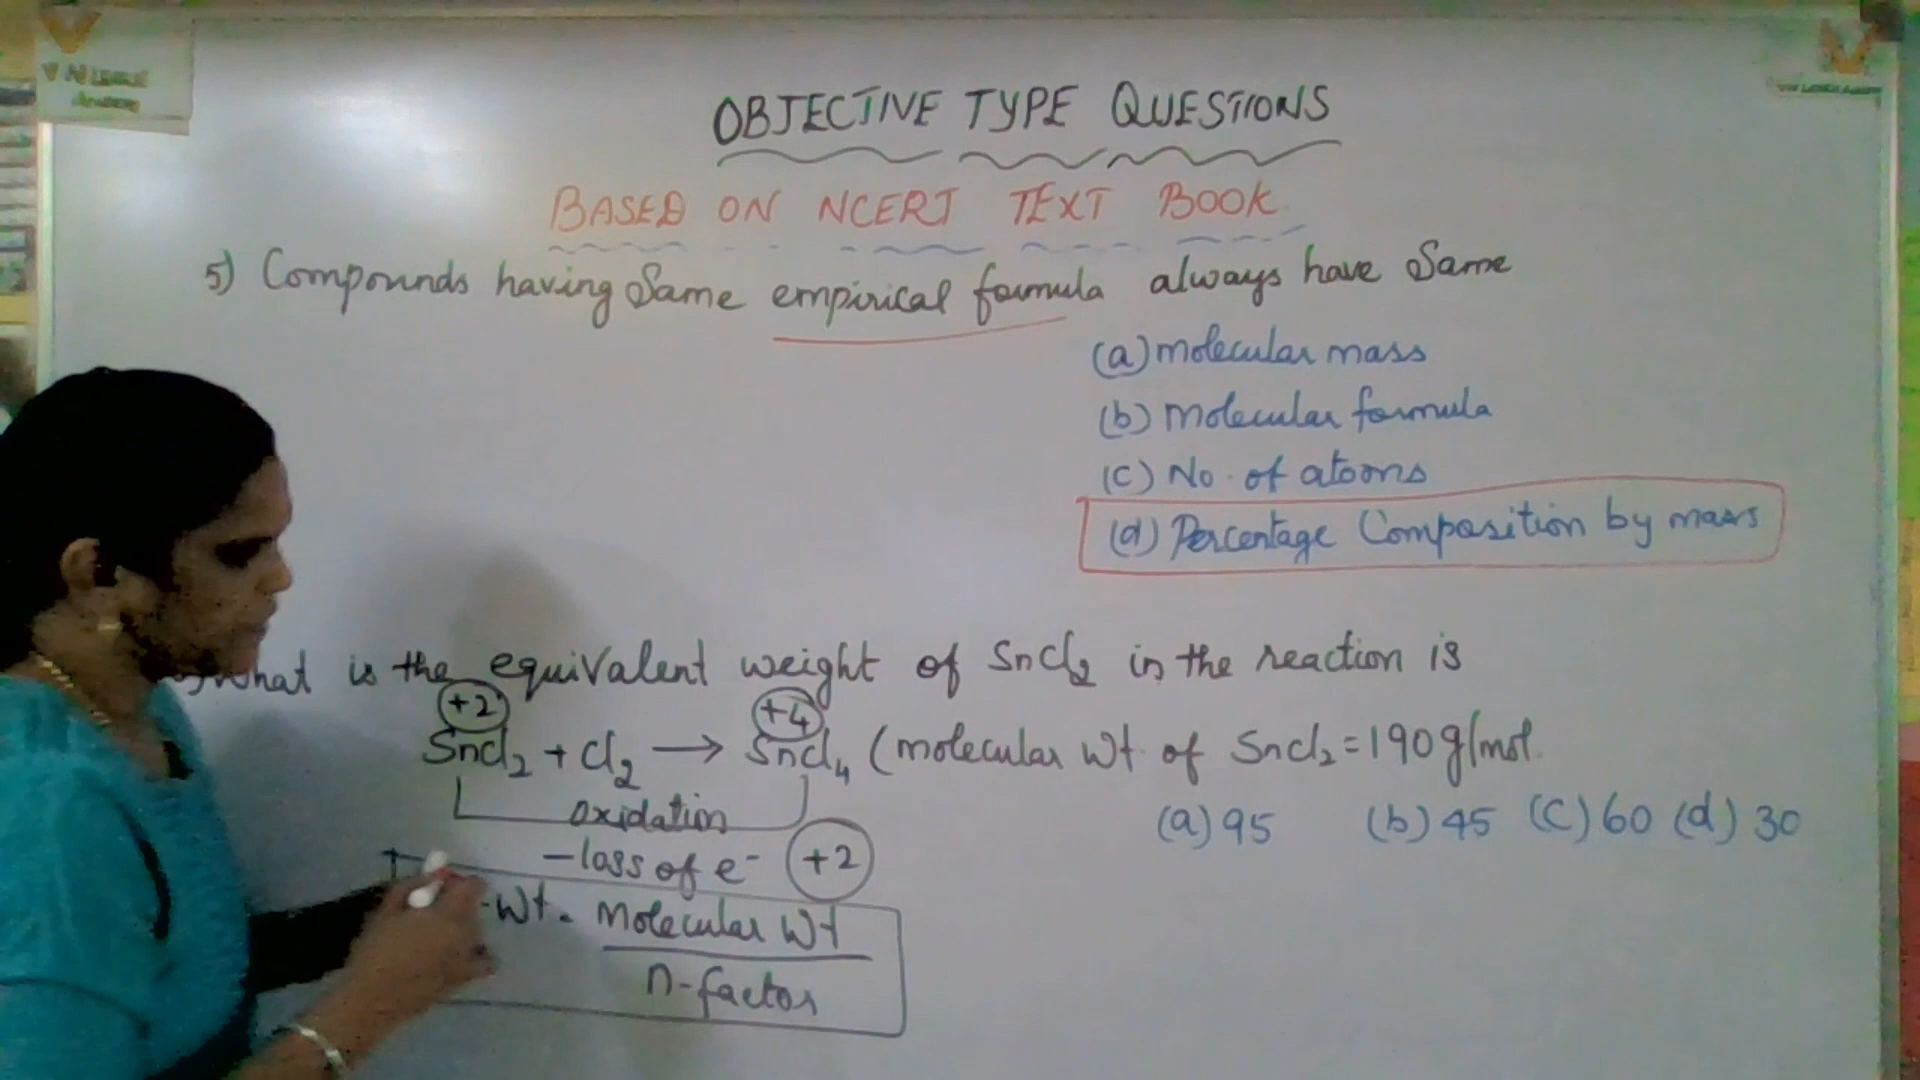 OBJECTIVE TYPE QUESTIONS
BASED ON NCERT TEXT BOOK
5) Compounds having Same empirical formula always have Same
(a) molecular mass
(b) molecular formula
(c) No. of atoms
(d) Percentage Composition by mass
what is the equivalent weight of SnCl2 in the reaction is
+2 +4
SnCl2 + Cl2 → SnCl4 (molecular wt. of SnCl2 = 190 g/mol.
oxidation
(a) 95 (b) 45 (c) 60 (d) 30
- loss of e- +2
wt. = Molecular wt
n-factor